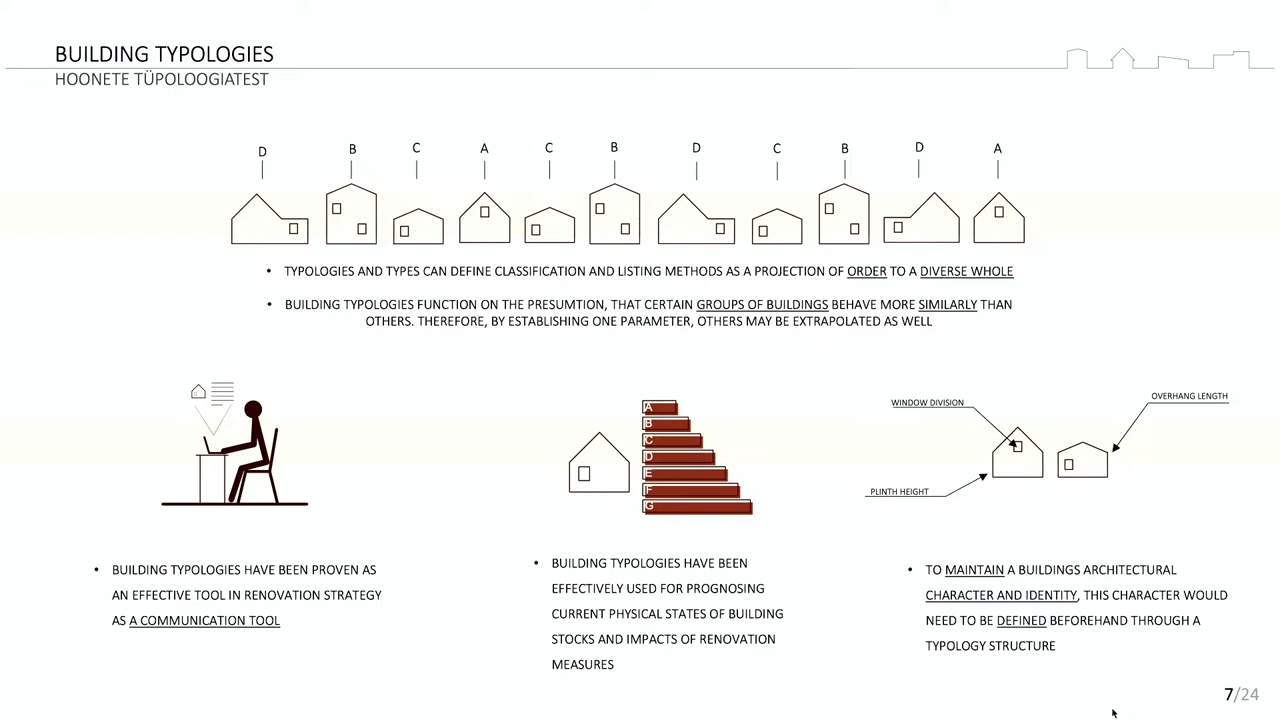 BUILDING TYPOLOGIES
HOONETE TÜPOLOOGIATEST
D B C A C B D C B D A
• TYPOLOGIES AND TYPES CAN DEFINE CLASSIFICATION AND LISTING METHODS AS A PROJECTION OF ORDER TO A DIVERSE WHOLE
• BUILDING TYPOLOGIES FUNCTION ON THE PRESUMTION, THAT CERTAIN GROUPS OF BUILDINGS BEHAVE MORE SIMILARLY THAN
OTHERS. THEREFORE, BY ESTABLISHING ONE PARAMETER, OTHERS MAY BE EXTRAPOLATED AS WELL
A
B
C
D
E
F
G
WINDOW DIVISION
OVERHANG LENGTH
PLINTH HEIGHT
• BUILDING TYPOLOGIES HAVE BEEN PROVEN AS
AN EFFECTIVE TOOL IN RENOVATION STRATEGY
AS A COMMUNICATION TOOL
• BUILDING TYPOLOGIES HAVE BEEN
EFFECTIVELY USED FOR PROGNOSING
CURRENT PHYSICAL STATES OF BUILDING
STOCKS AND IMPACTS OF RENOVATION
MEASURES
• TO MAINTAIN A BUILDINGS ARCHITECTURAL
CHARACTER AND IDENTITY, THIS CHARACTER WOULD
NEED TO BE DEFINED BEFOREHAND THROUGH A
TYPOLOGY STRUCTURE
7/24